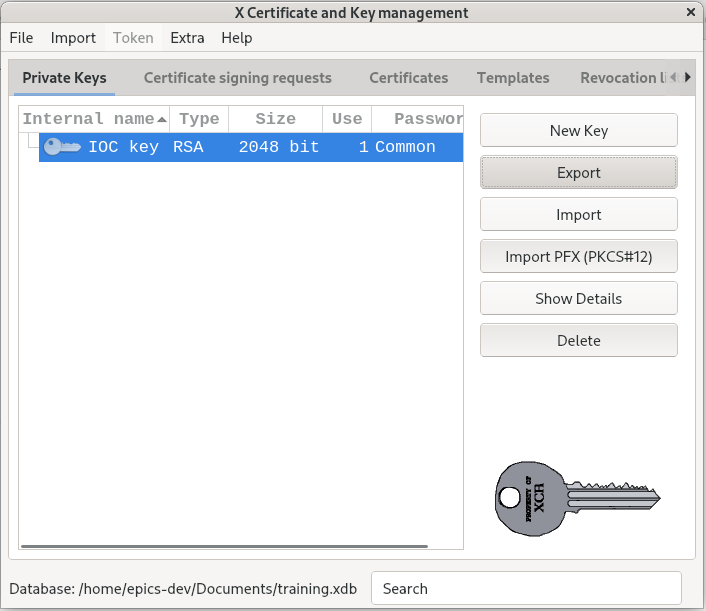 X Certificate and Key management
File Import Token Extra Help
Private Keys Certificate signing requests Certificates Templates Revocation li
Internal name Type Size Use Passwor
IOC key RSA 2048 bit 1 Common
New Key
Export
Import
Import PFX (PKCS#12)
Show Details
Delete
PROPERTY OF
XCA
Database: /home/epics-dev/Documents/training.xdb Search